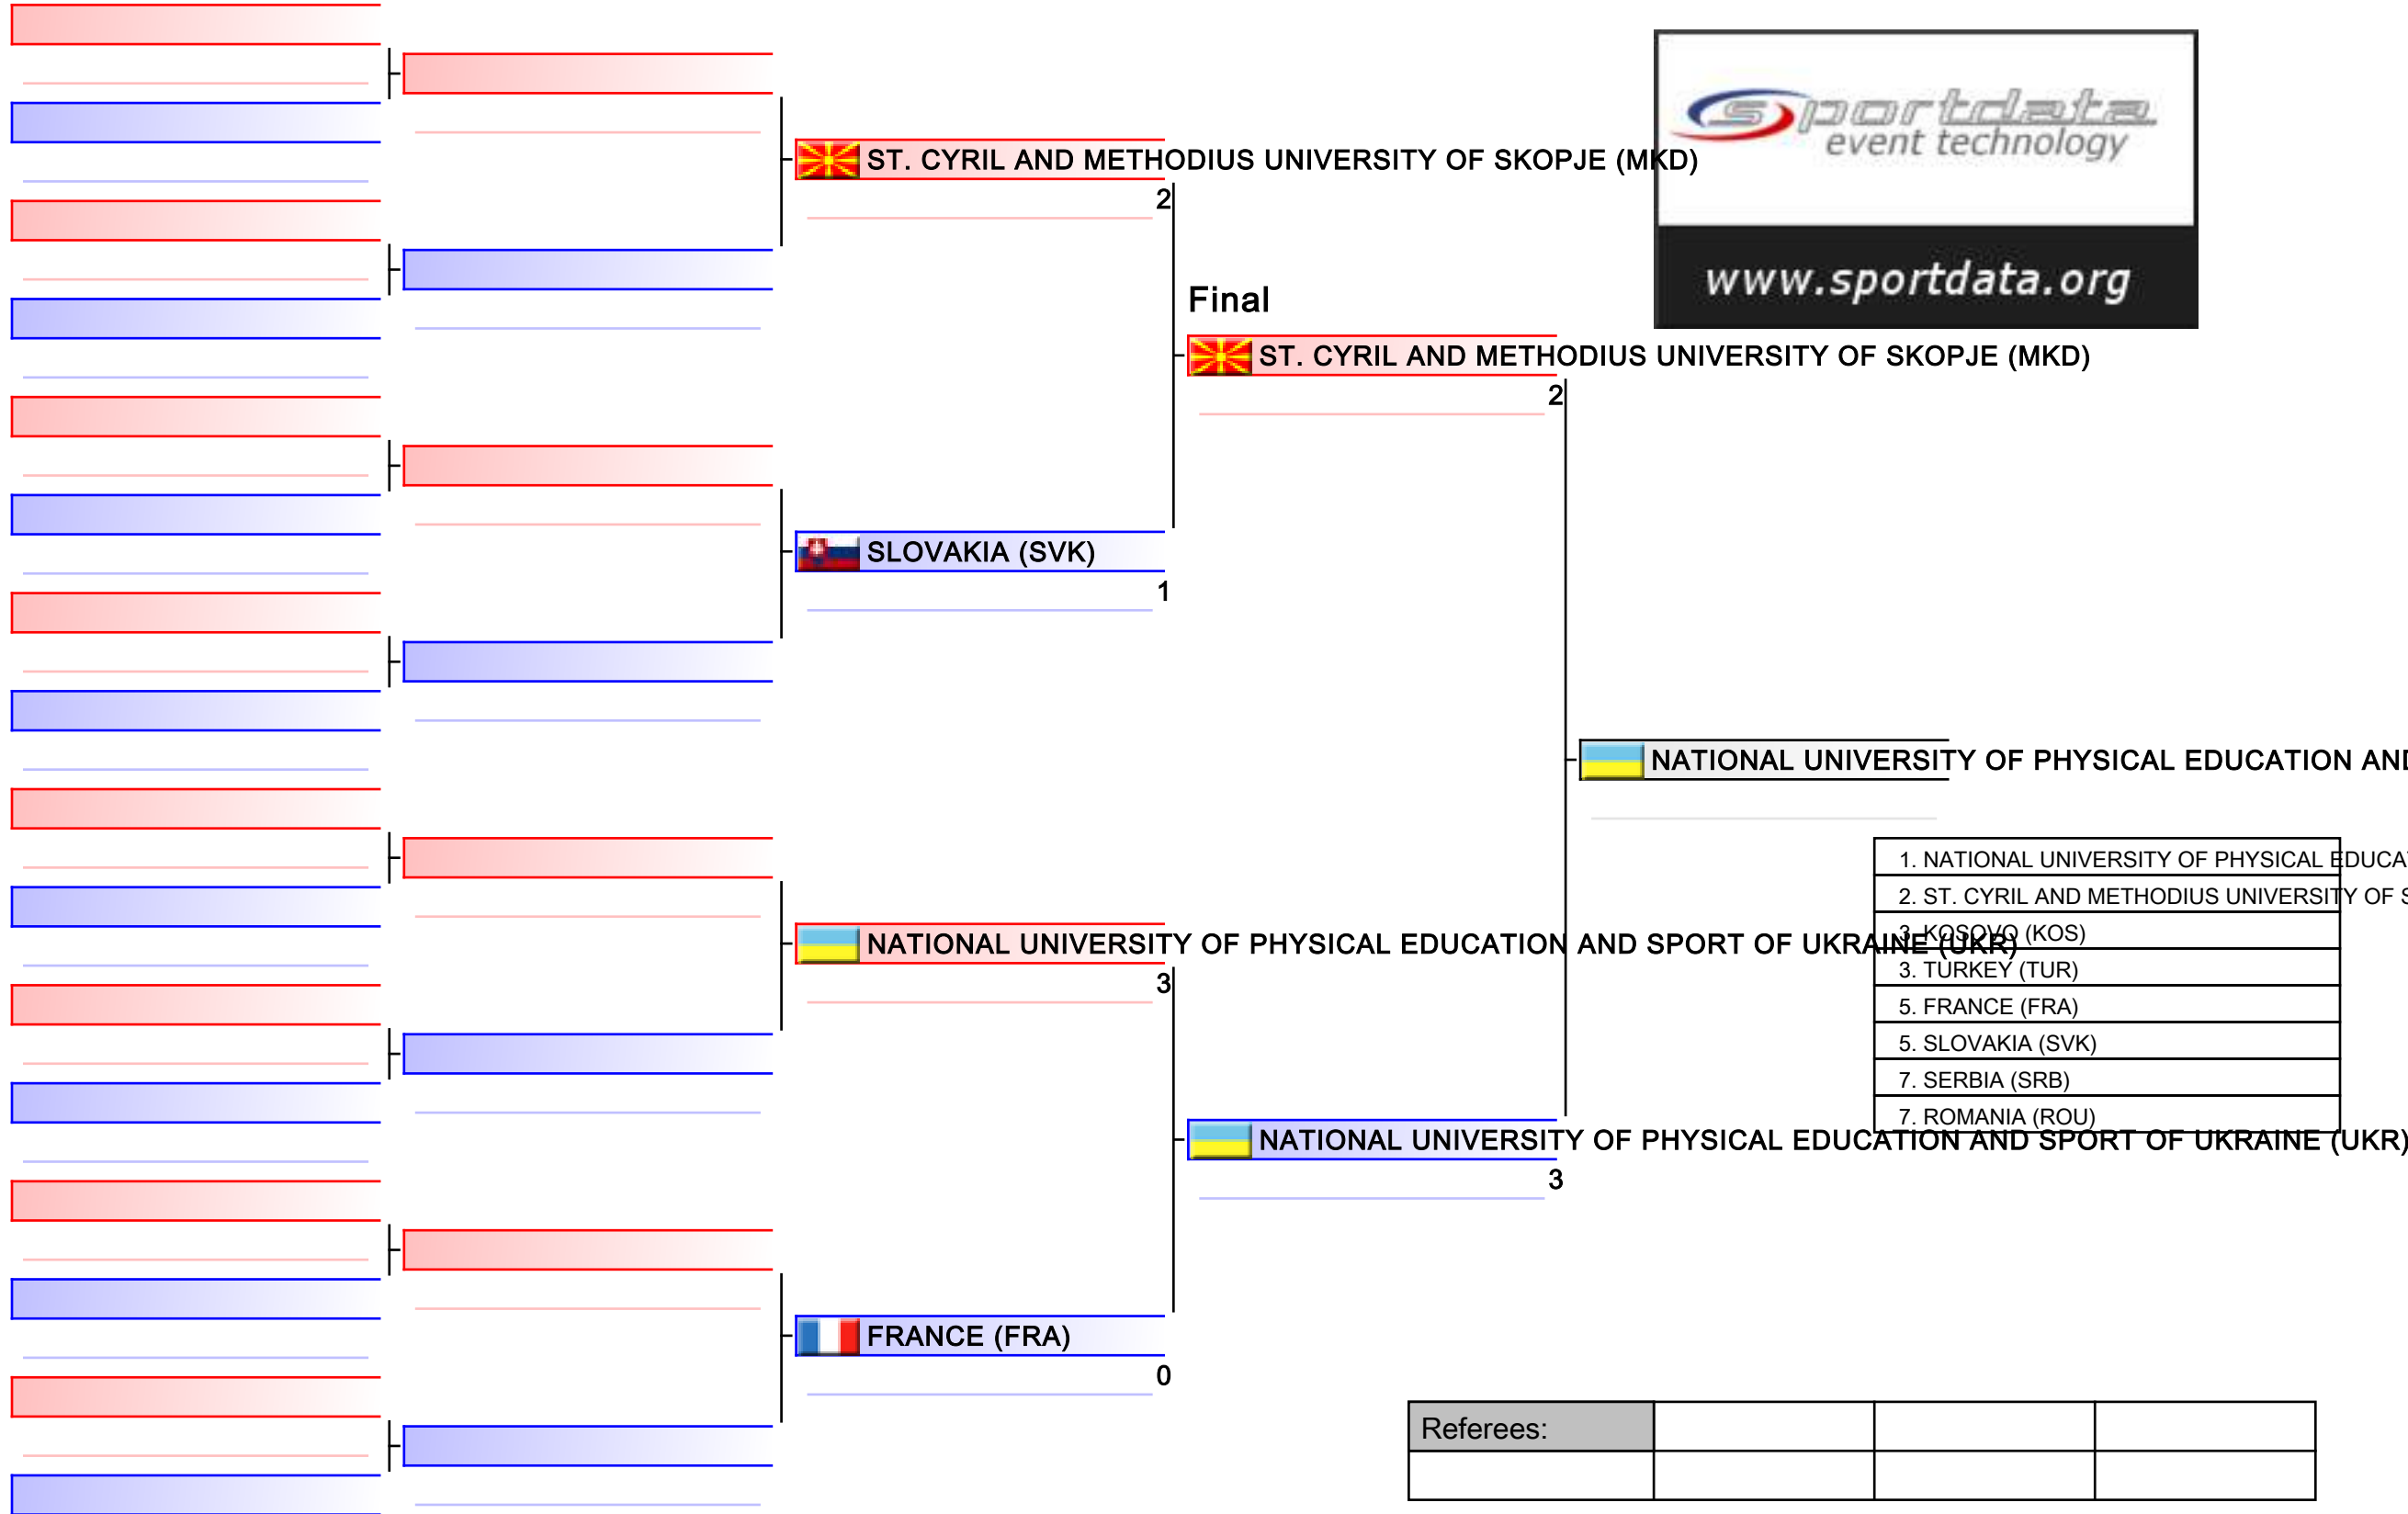 sportdata
event technology
www.sportdata.org
ST. CYRIL AND METHODIUS UNIVERSITY OF SKOPJE (MKD)
2
Final
ST. CYRIL AND METHODIUS UNIVERSITY OF SKOPJE (MKD)
2
SLOVAKIA (SVK)
1
NATIONAL UNIVERSITY OF PHYSICAL EDUCATION AN
1. NATIONAL UNIVERSITY OF PHYSICAL EDUCA
2. ST. CYRIL AND METHODIUS UNIVERSITY OF S
3. KOSOVO (KOS)
NATIONAL UNIVERSITY OF PHYSICAL EDUCATION AND SPORT OF UKRAINE (UKR)
3
3. TURKEY (TUR)
5. FRANCE (FRA)
5. SLOVAKIA (SVK)
7. SERBIA (SRB)
7. ROMANIA (ROU)
NATIONAL UNIVERSITY OF PHYSICAL EDUCATION AND SPORT OF UKRAINE (UKR)
3
FRANCE (FRA)
0
Referees: